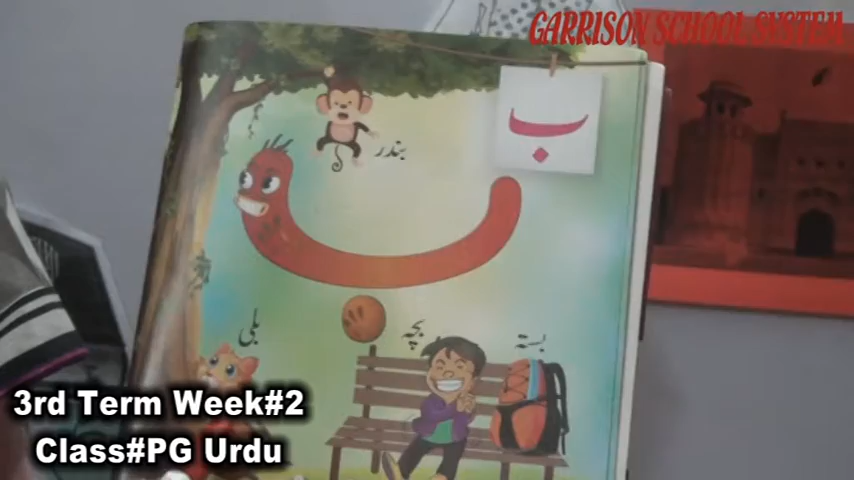 GARRISON SCHOOL SYSTEM
ب
بندر
بلی
بچہ
بستہ
3rd Term Week#2
Class#PG Urdu